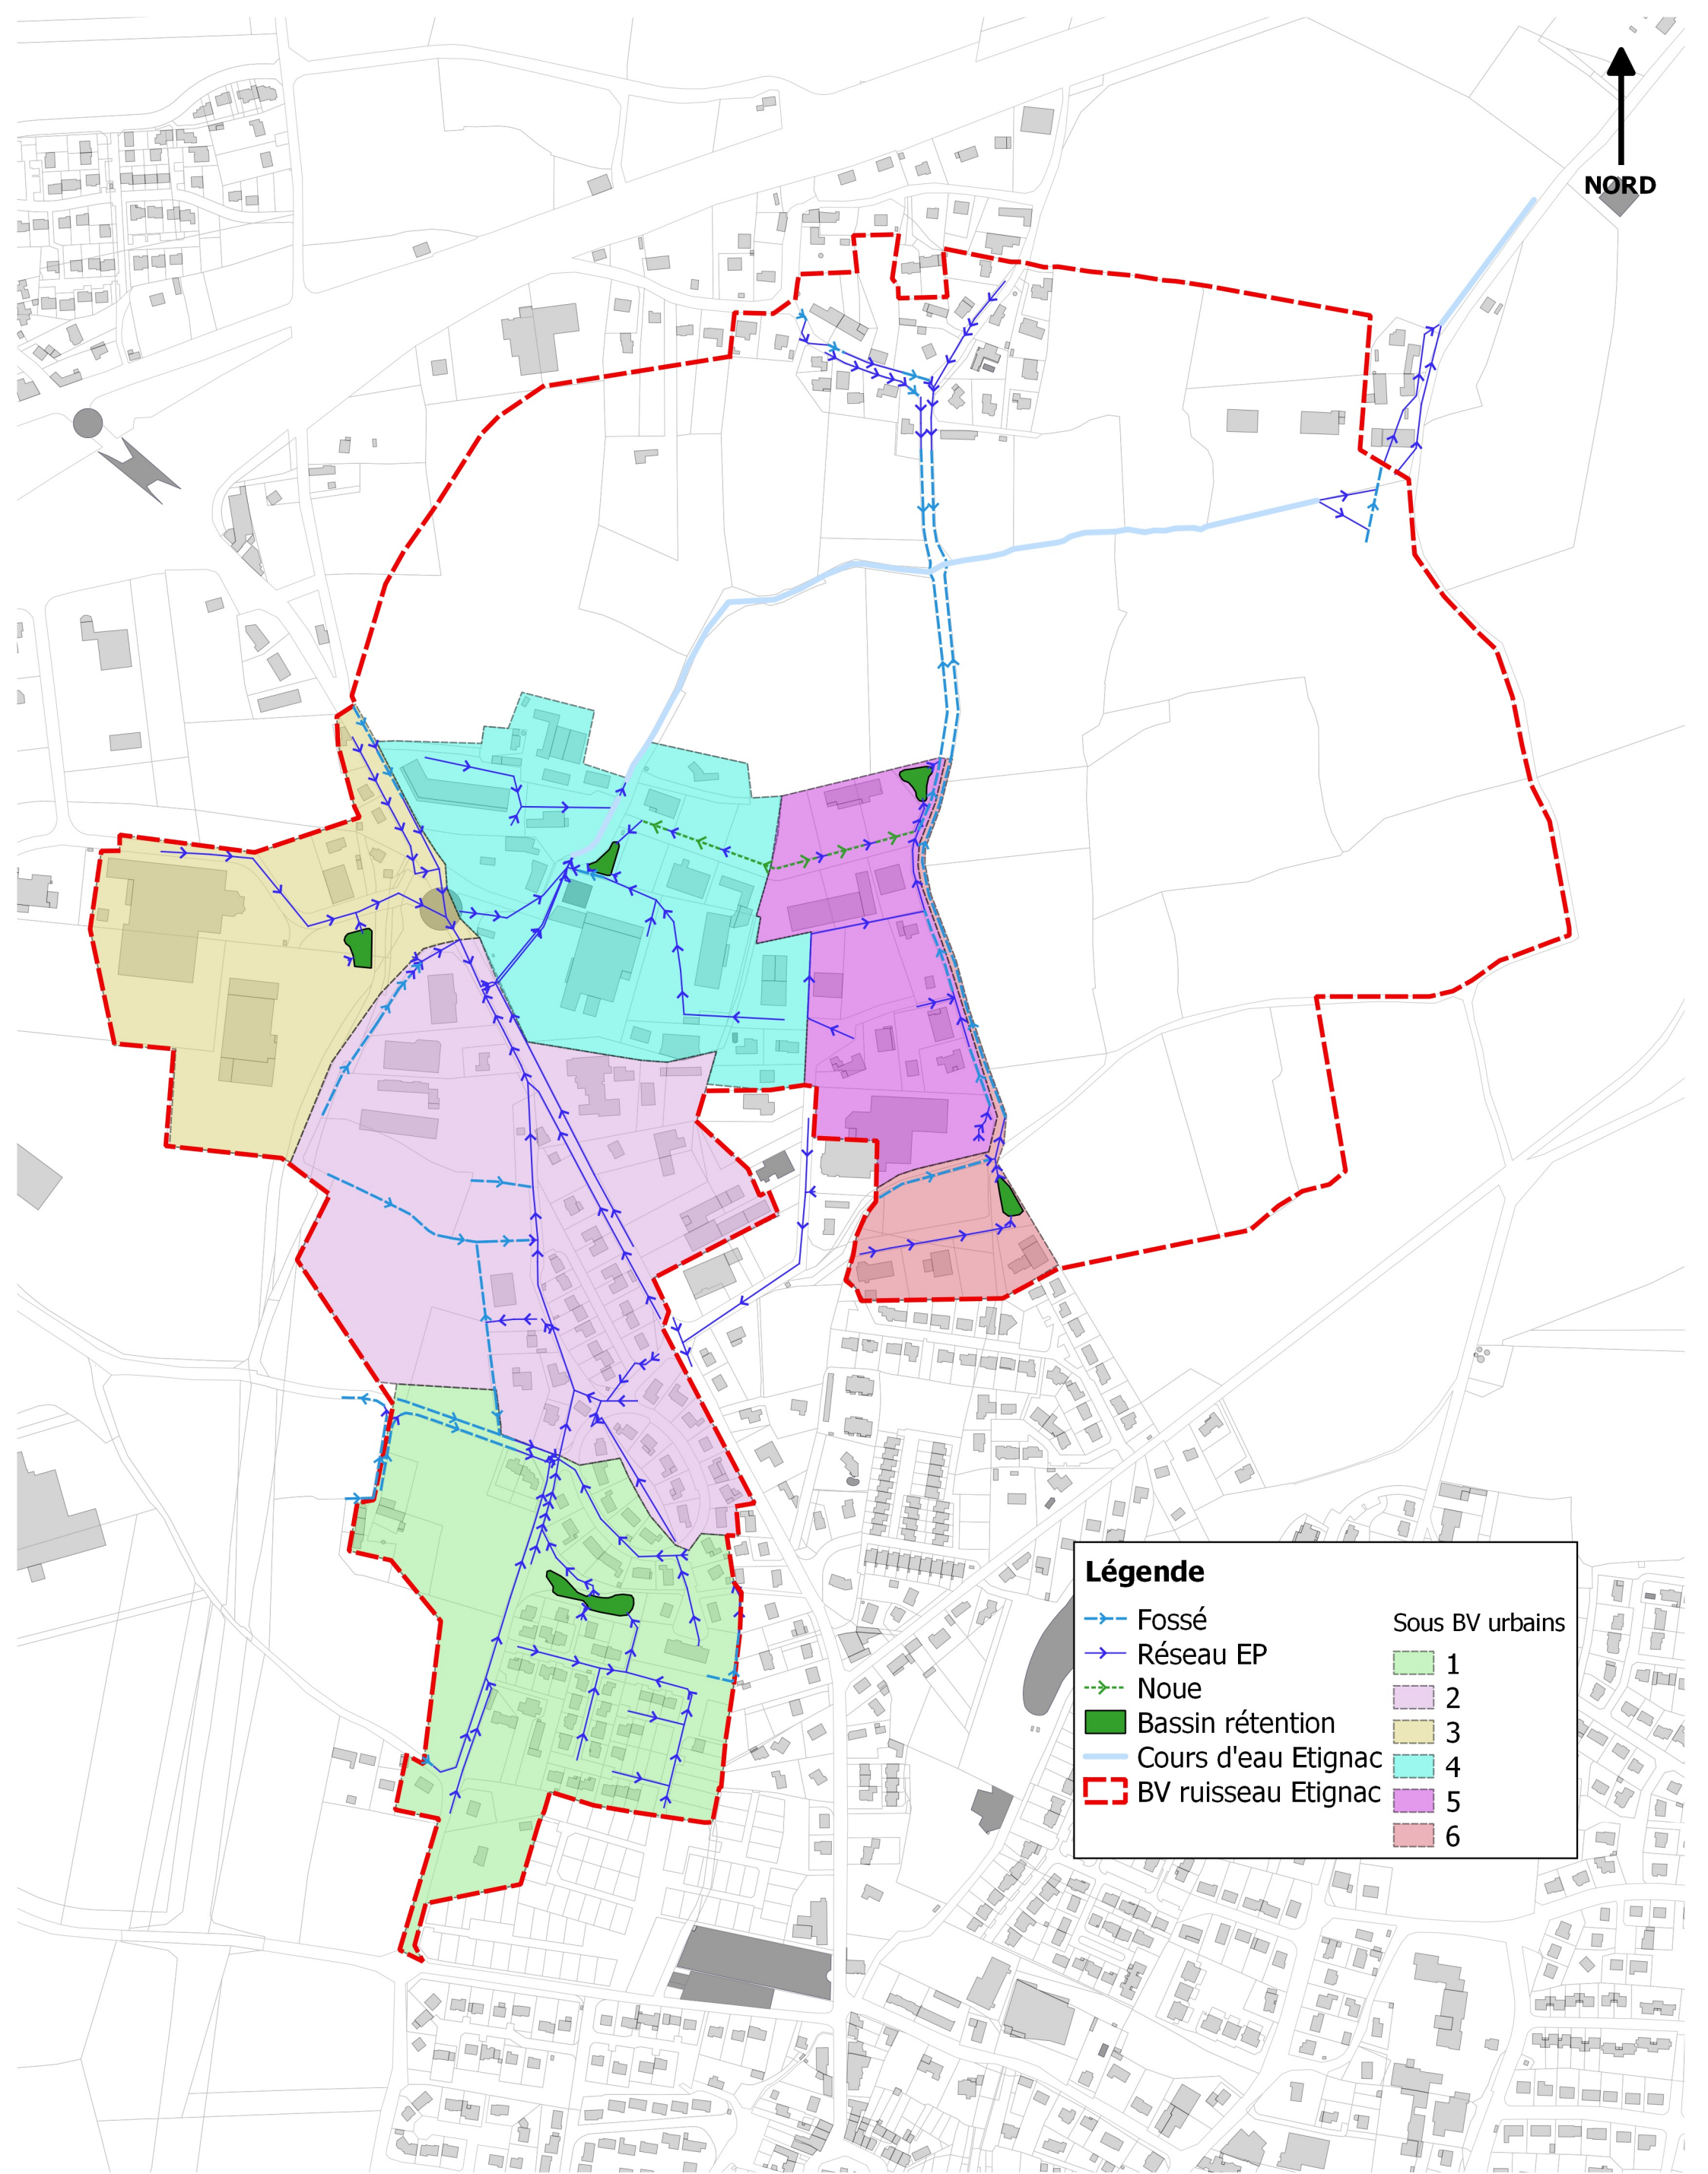 NORD
Légende
Fossé
Réseau EP
Noue
Bassin rétention
Cours d'eau Etignac
BV ruisseau Etignac
Sous BV urbains
1
2
3
4
5
6